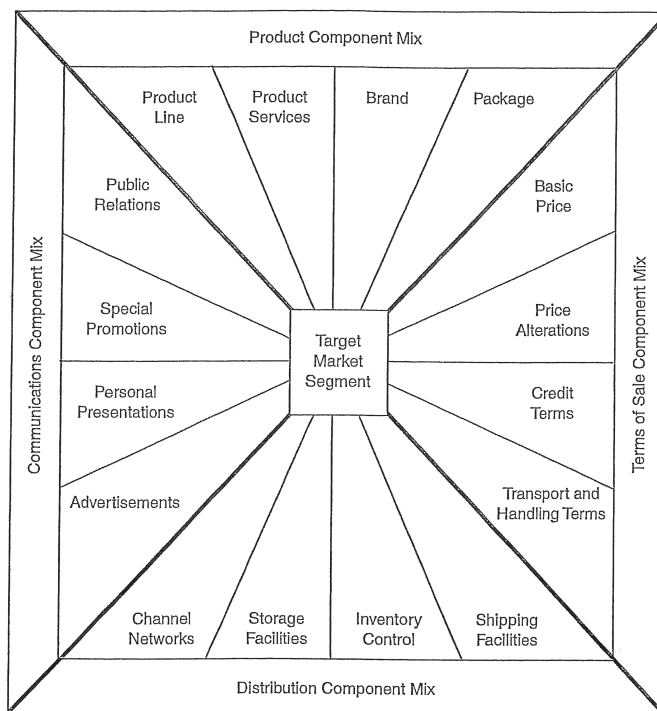 Product Component Mix
Product
Line
Product
Services
Brand
Package
Public
Relations
Basic
Price
Communications Component Mix
Special
Promotions
Target
Market
Segment
Price
Alterations
Terms of Sale Component Mix
Personal
Presentations
Credit
Terms
Advertisements
Transport and
Handling Terms
Channel
Networks
Storage
Facilities
Inventory
Control
Shipping
Facilities
Distribution Component Mix